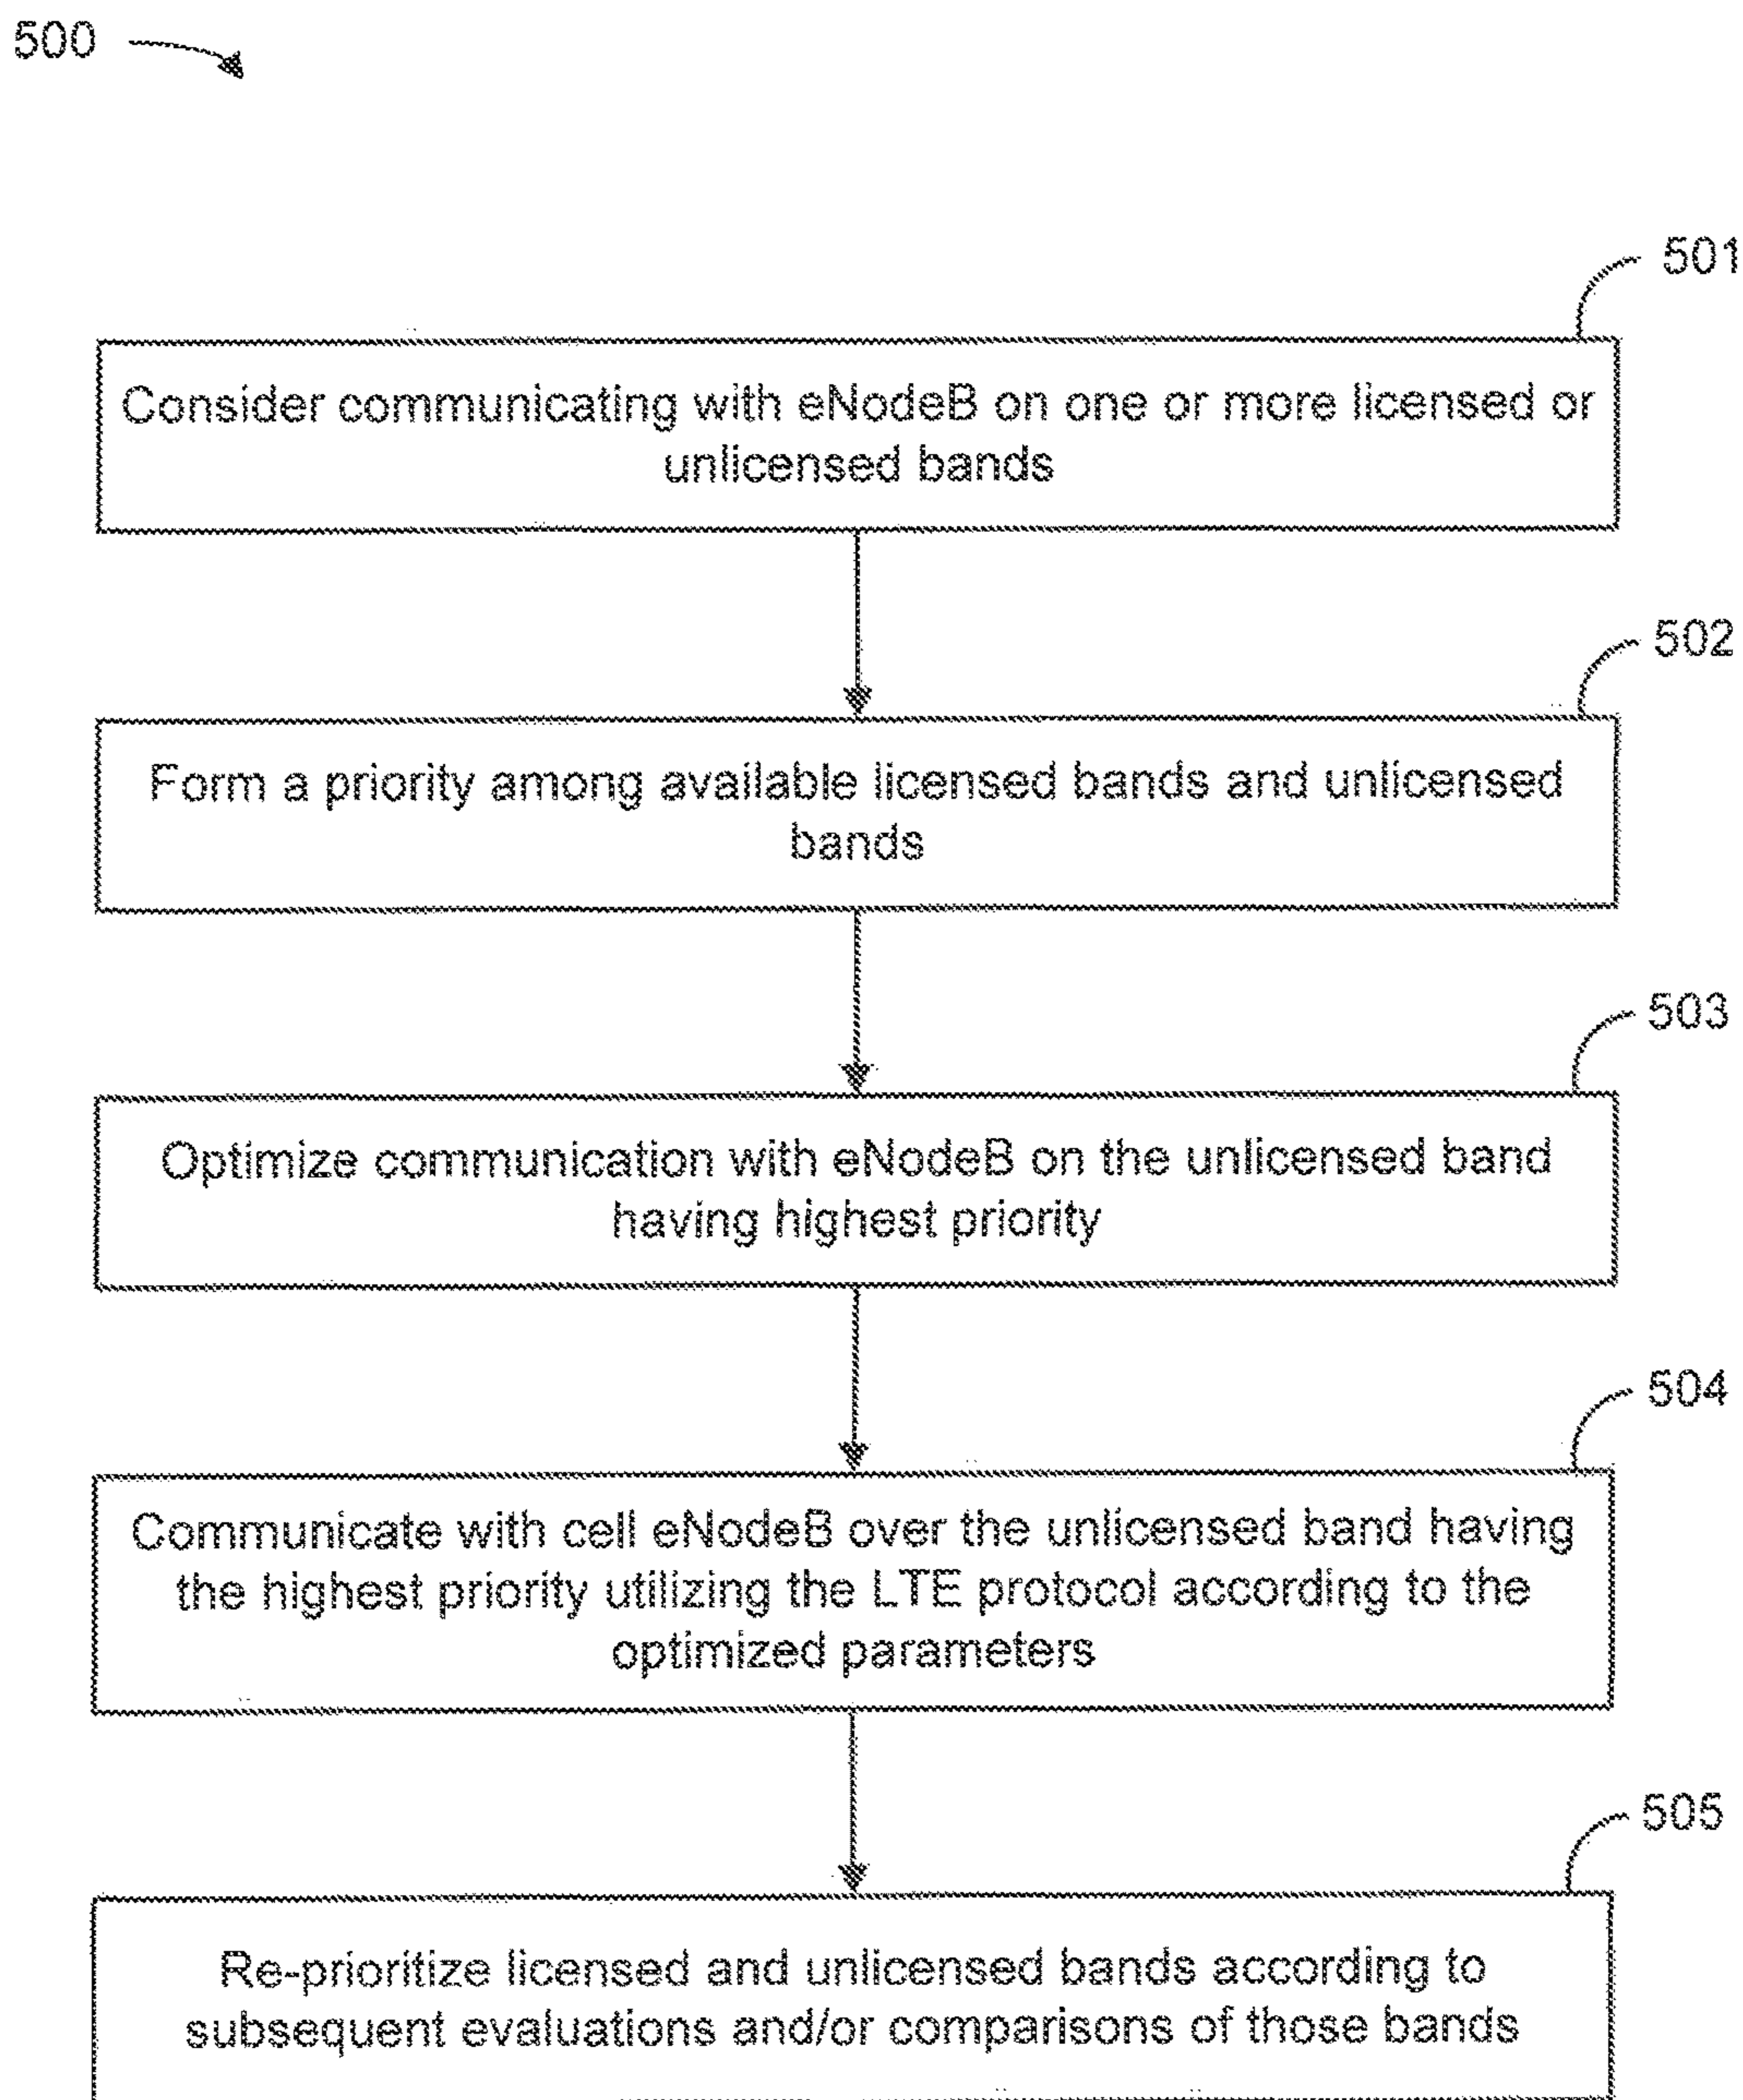 500
501
Consider communicating with eNodeB on one or more licensed or
unlicensed bands
502
Form a priority among available licensed bands and unlicensed
bands
503
Optimize communication with eNodeB on the unlicensed band
having highest priority
504
Communicate with cell eNodeB over the unlicensed band having
the highest priority utilizing the LTE protocol according to the
optimized parameters
505
Re-prioritize licensed and unlicensed bands according to
subsequent evaluations and/or comparisons of those bands